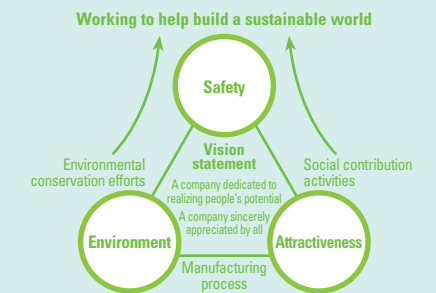 Working to help build a sustainable world
Safety
Vision
statement
Environmental
conservation efforts
Social contribution
activities
A company dedicated to
realizing people's potential
A company sincerely
appreciated by all
Environment
Attractiveness
Manufacturing
process